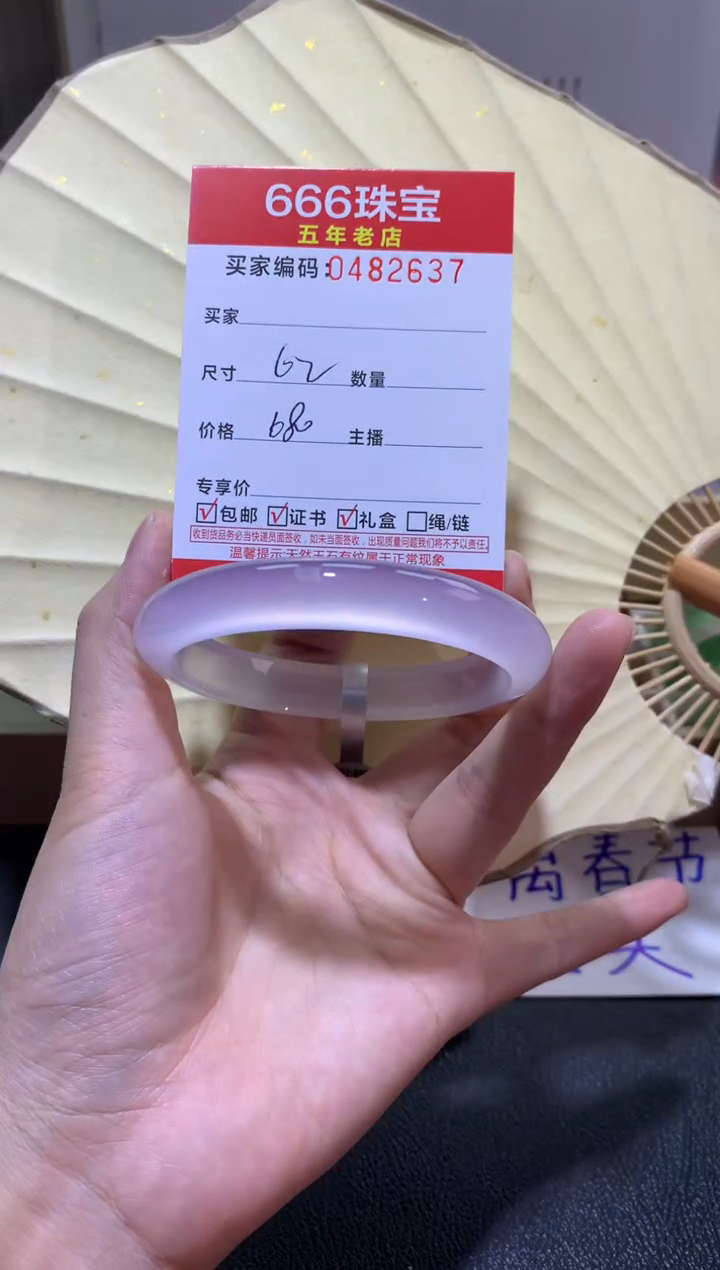 666珠宝
五年老店
买家编码:0482637
买家
尺寸 62 数量
价格 680 主播
专享价
☑包邮 ☑证书 ☑礼盒 ☐绳/链
收到货品务必当快递员面签收,如未当面签收,出现质量问题我们将不予以责任。
温馨提示:天然玉石有纹属于正常现象
离春节
天